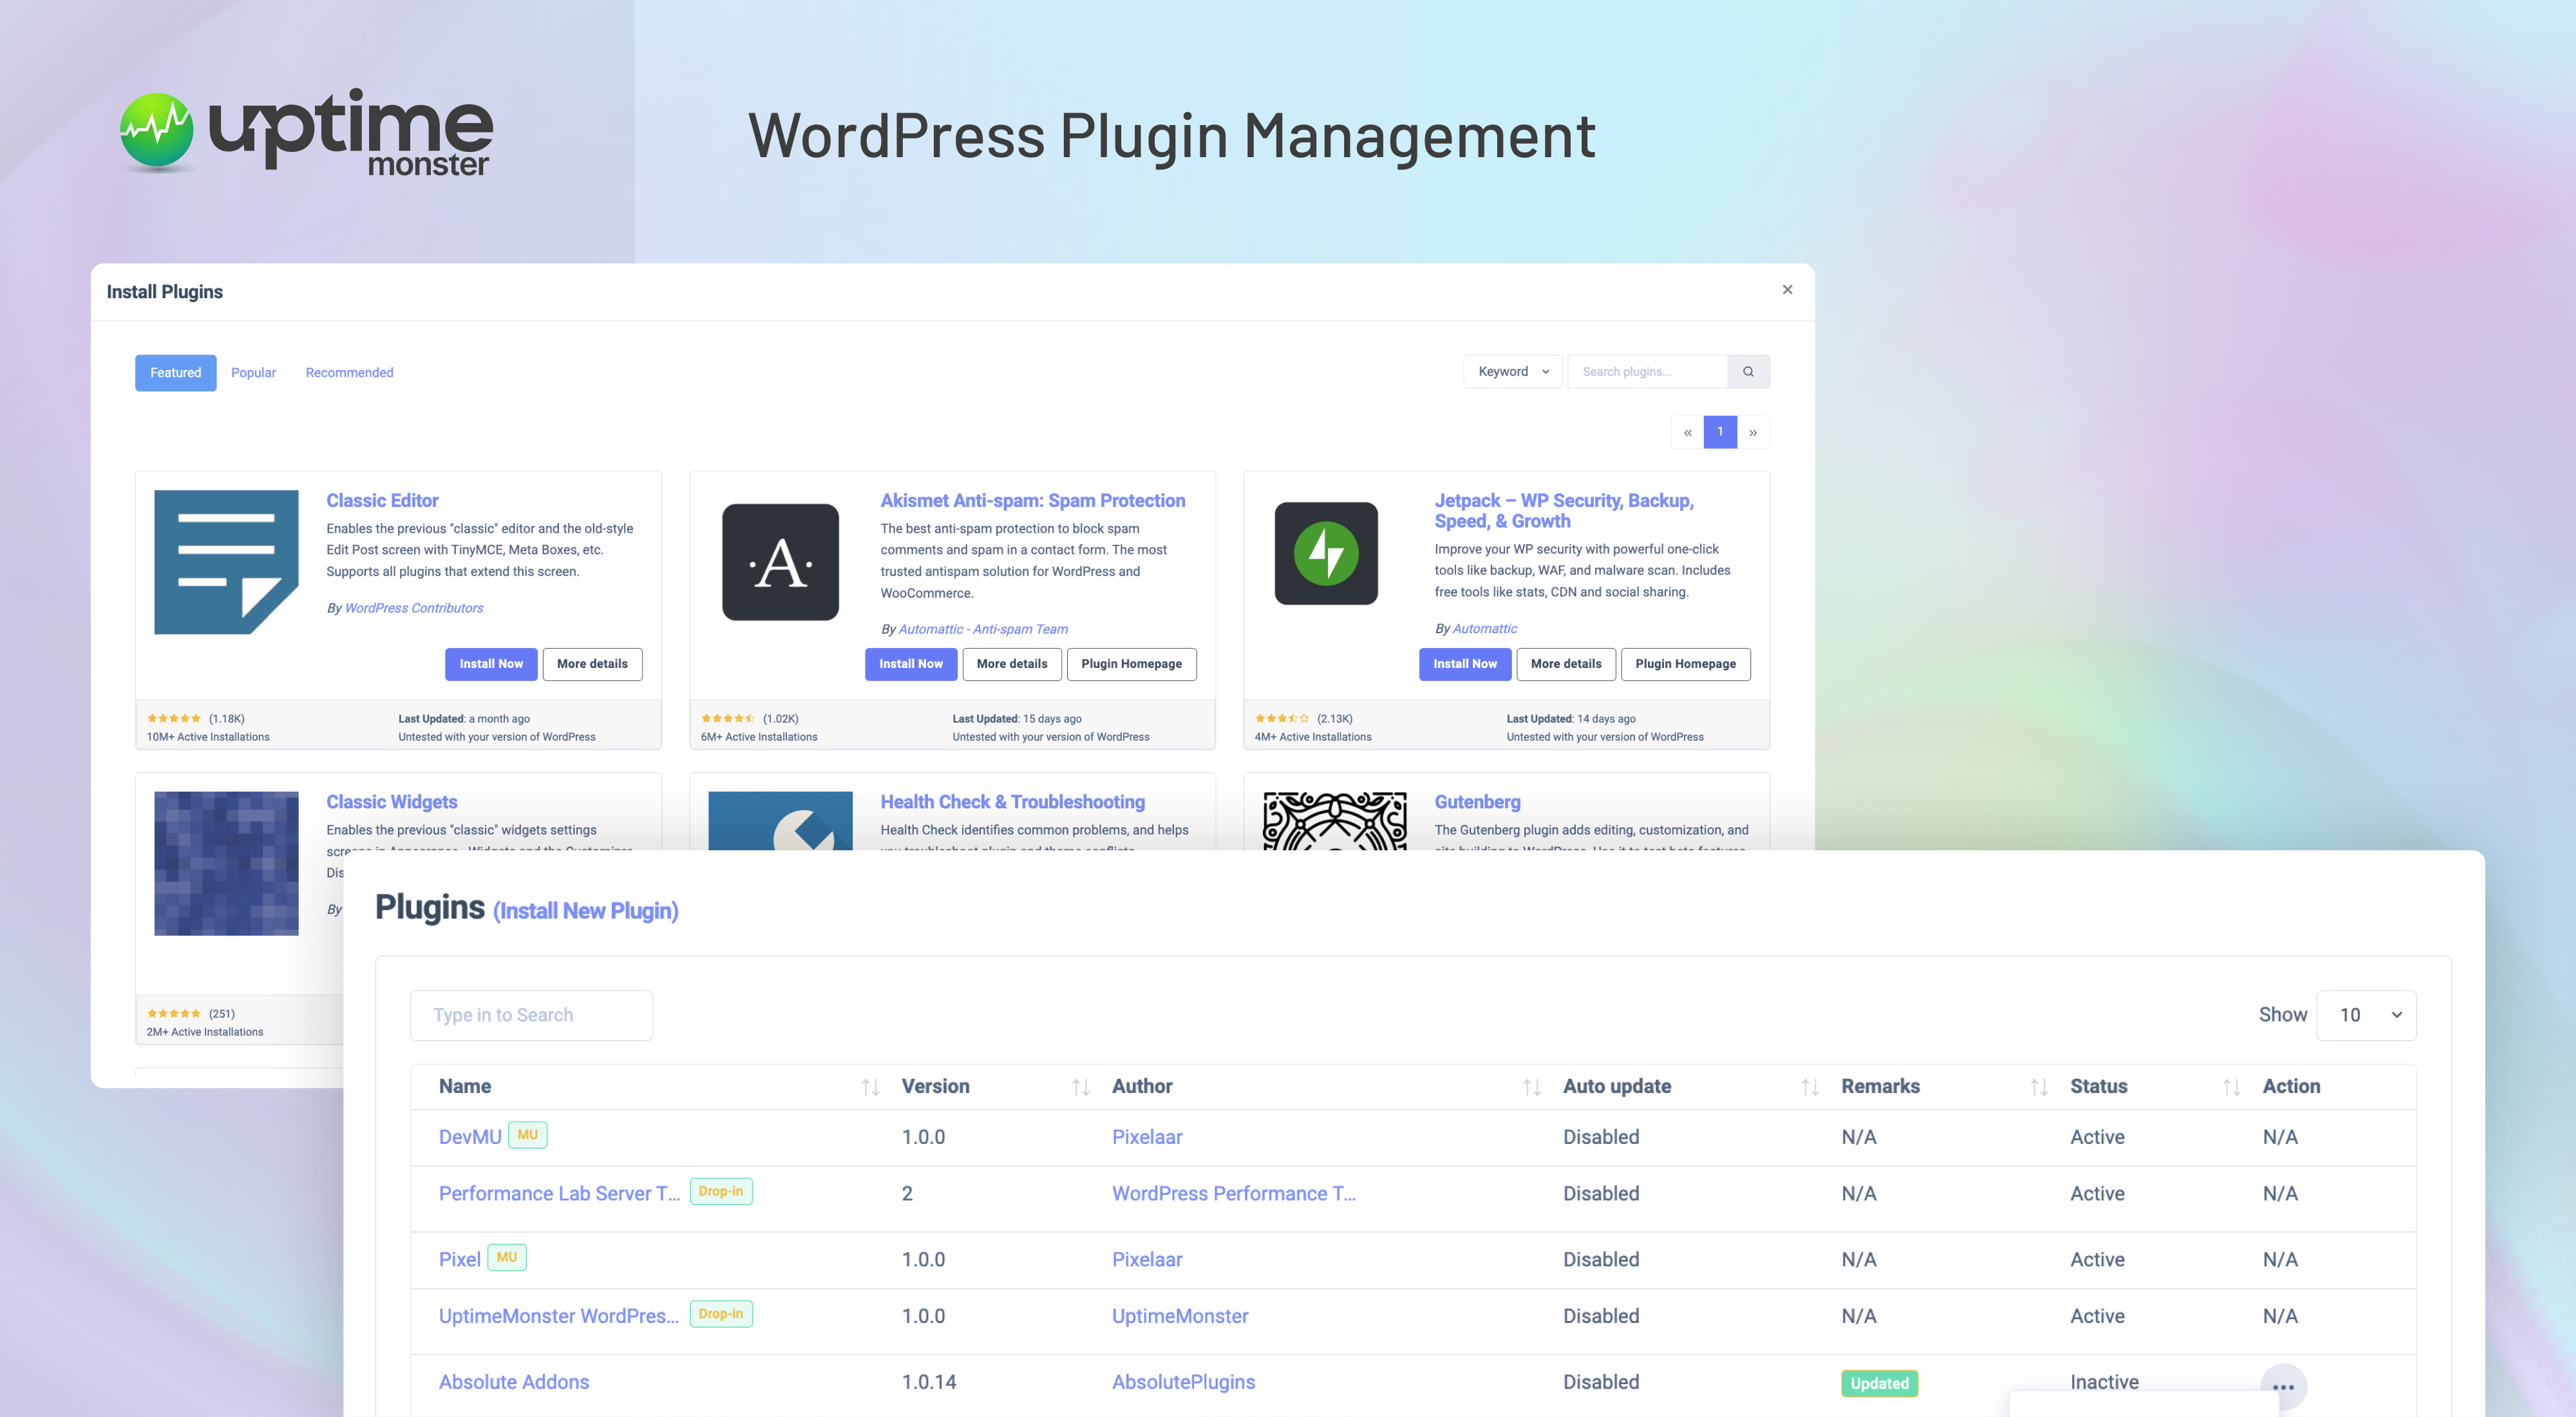 uptime
monster
WordPress Plugin Management
Install Plugins
×
Featured Popular Recommended
Keyword Search plugins...
« 1 »
Classic Editor
Enables the previous "classic" editor and the old-style
Edit Post screen with TinyMCE, Meta Boxes, etc.
Supports all plugins that extend this screen.
By WordPress Contributors
Install Now More details
(1.18K) Last Updated: a month ago
10M+ Active Installations Untested with your version of WordPress
·A·
Akismet Anti-spam: Spam Protection
The best anti-spam protection to block spam
comments and spam in a contact form. The most
trusted antispam solution for WordPress and
WooCommerce.
By Automattic - Anti-spam Team
Install Now More details Plugin Homepage
(1.02K) Last Updated: 15 days ago
6M+ Active Installations Untested with your version of WordPress
Jetpack – WP Security, Backup,
Speed, & Growth
Improve your WP security with powerful one-click
tools like backup, WAF, and malware scan. Includes
free tools like stats, CDN and social sharing.
By Automattic
Install Now More details Plugin Homepage
(2.13K) Last Updated: 14 days ago
4M+ Active Installations Untested with your version of WordPress
Classic Widgets
Enables the previous "classic" widgets settings
By
(251)
2M+ Active Installations
Health Check & Troubleshooting
Health Check identifies common problems, and helps
Gutenberg
The Gutenberg plugin adds editing, customization, and
Plugins (Install New Plugin)
Type in to Search Show 10
Name Version Author Auto update Remarks Status Action
DevMU MU 1.0.0 Pixelaar Disabled N/A Active N/A
Performance Lab Server T... Drop-in 2 WordPress Performance T... Disabled N/A Active N/A
Pixel MU 1.0.0 Pixelaar Disabled N/A Active N/A
UptimeMonster WordPres... Drop-in 1.0.0 UptimeMonster Disabled N/A Active N/A
Absolute Addons 1.0.14 AbsolutePlugins Disabled Updated Inactive ...